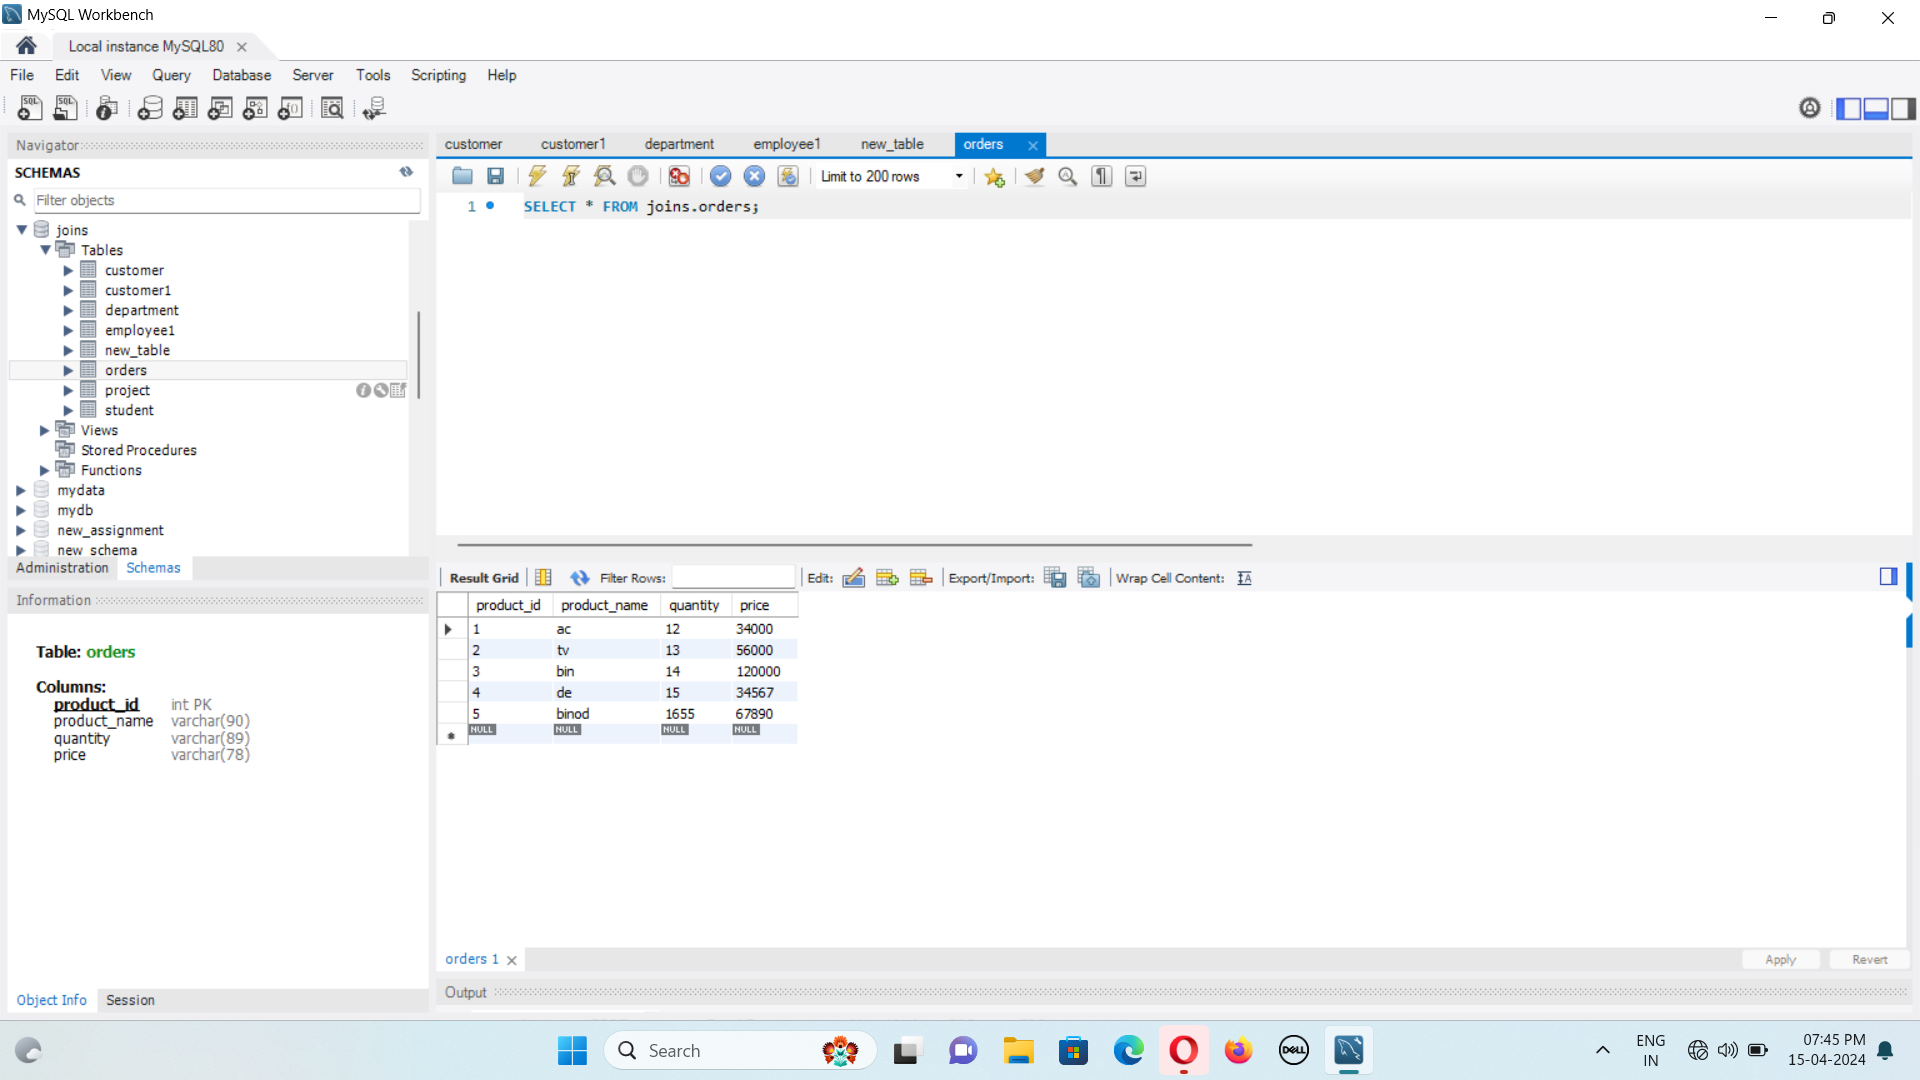 MySQL Workbench
Local instance MySQL80
File Edit View Query Database Server Tools Scripting Help
Navigator
SCHEMAS
Filter objects
joins
Tables
customer
customer1
department
employee1
new_table
orders
project
student
Views
Stored Procedures
Functions
mydata
mydb
new_assignment
new_schema
Administration Schemas
Information
Table: orders
Columns:
product_id int PK
product_name varchar(90)
quantity varchar(89)
price varchar(78)
Object Info Session
customer customer1 department employee1 new_table orders
Limit to 200 rows
1 SELECT * FROM joins.orders;
Result Grid Filter Rows: Edit: Export/Import: Wrap Cell Content:
product_id product_name quantity price
1 ac 12 34000
2 tv 13 56000
3 bin 14 120000
4 de 15 34567
5 binod 1655 67890
NULL NULL NULL NULL
orders 1
Apply Revert
Output
Search
DELL
ENG
IN
07:45 PM
15-04-2024